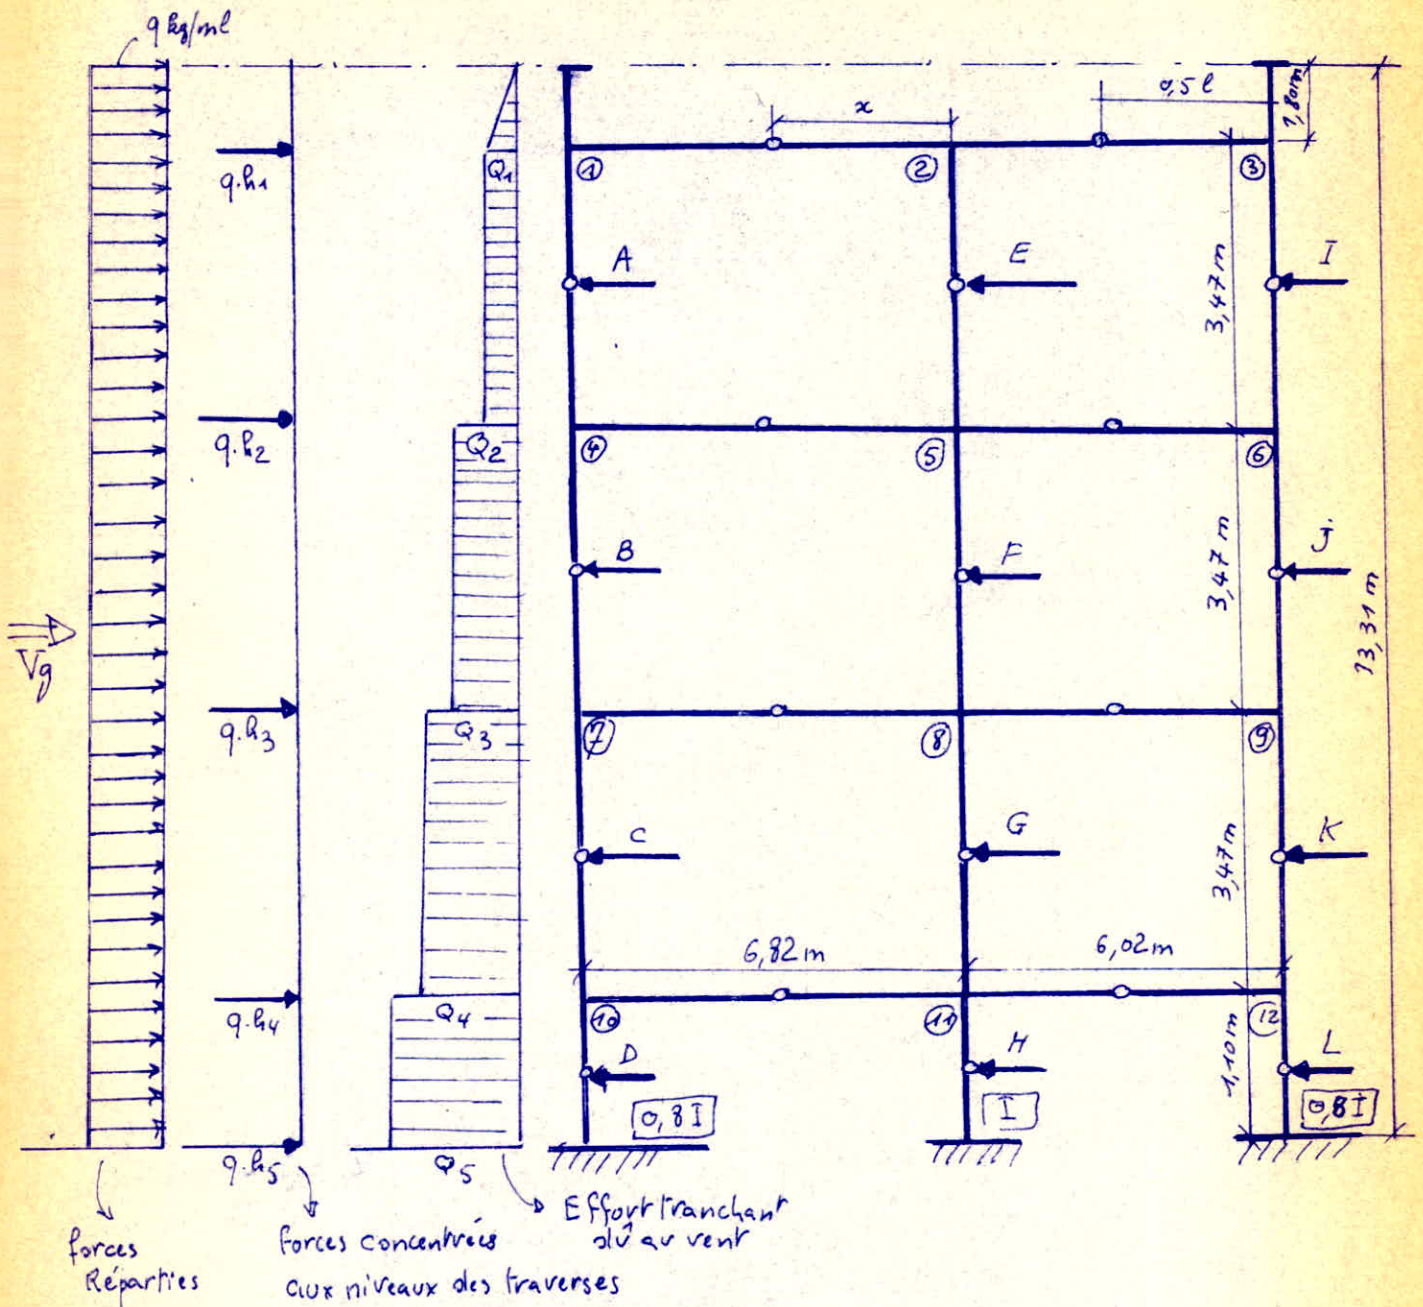 q kg/ml
x
0,5 l
1,80m
q.h1
Q1
①
②
③
A
E
I
3,47m
q.h2
Q2
④
⑤
⑥
B
F
J
3,47m
13,31m
Vg
q.h3
Q3
⑦
⑧
⑨
C
G
K
3,47m
6,82m
6,02m
q.h4
Q4
⑩
⑪
⑫
D
H
L
1,10m
0,8I
I
0,8I
q.h5
Q5
forces
Réparties
forces concentrées
aux niveaux des traverses
Effort tranchant
dû au vent